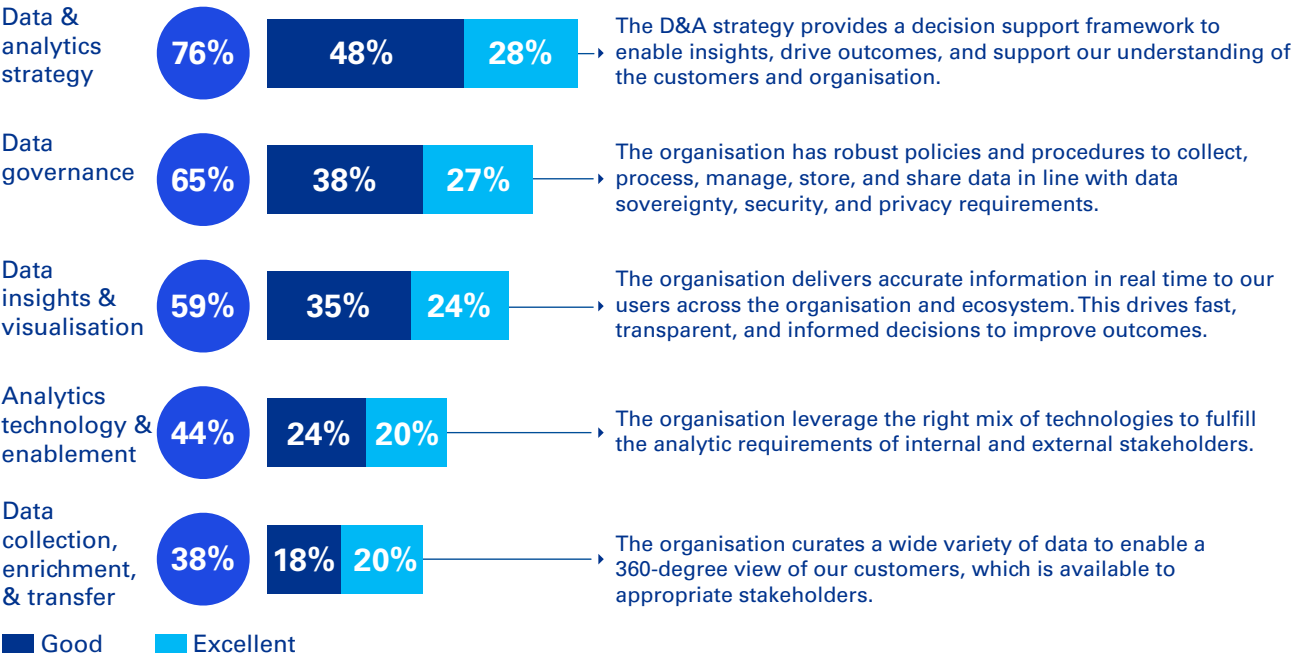 Data &
analytics
strategy
76%
48%
28%
The D&A strategy provides a decision support framework to
enable insights, drive outcomes, and support our understanding of
the customers and organisation.
Data
governance
65%
38%
27%
The organisation has robust policies and procedures to collect,
process, manage, store, and share data in line with data
sovereignty, security, and privacy requirements.
Data
insights &
visualisation
59%
35%
24%
The organisation delivers accurate information in real time to our
users across the organisation and ecosystem. This drives fast,
transparent, and informed decisions to improve outcomes.
Analytics
technology &
enablement
44%
24%
20%
The organisation leverage the right mix of technologies to fulfill
the analytic requirements of internal and external stakeholders.
Data
collection,
enrichment,
& transfer
38%
18%
20%
The organisation curates a wide variety of data to enable a
360-degree view of our customers, which is available to
appropriate stakeholders.
Good
Excellent